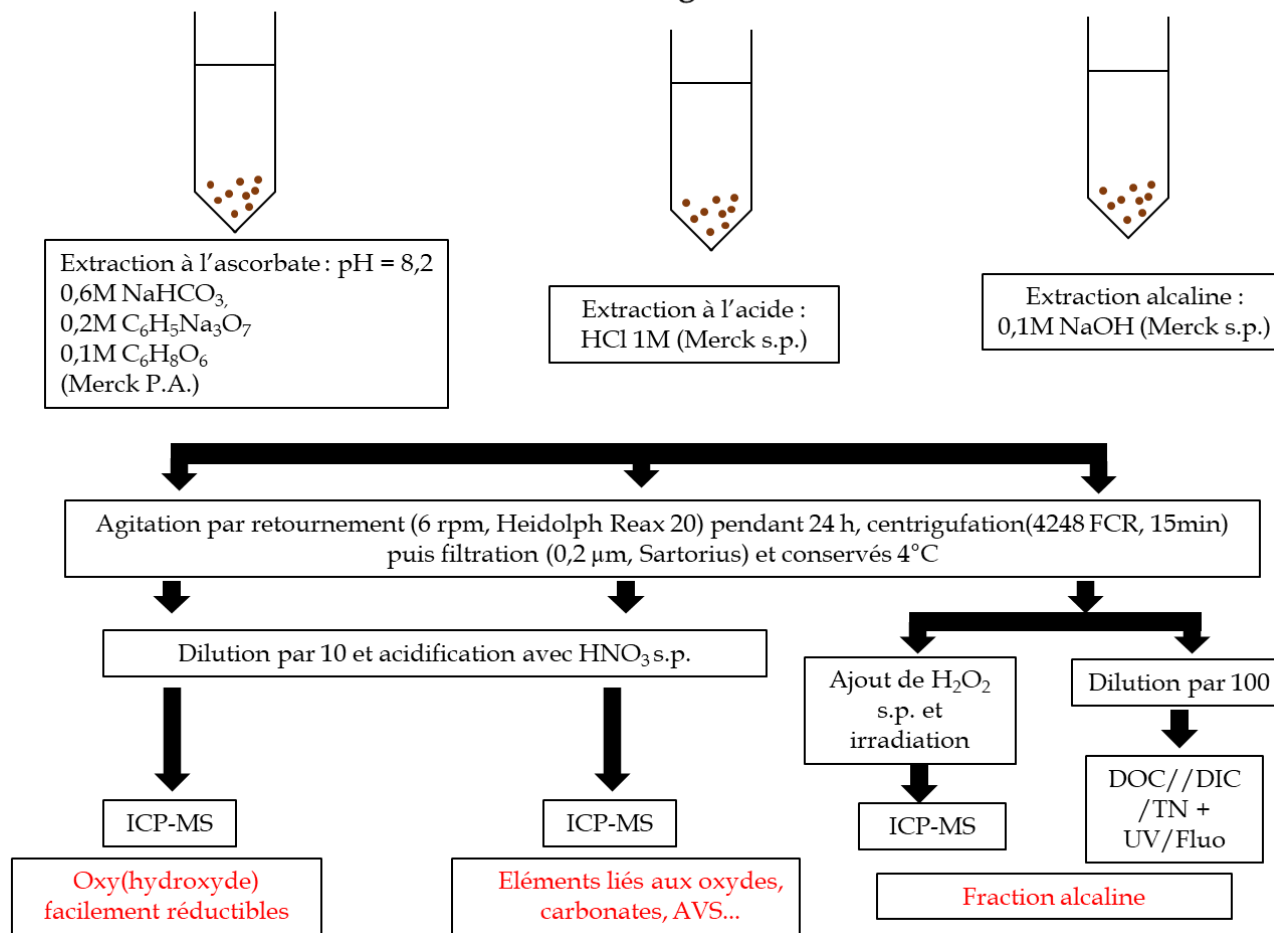 Extraction à l'ascorbate : pH = 8,2
0,6M NaHCO₃,
0,2M C₆H₅Na₃O₇
0,1M C₆H₈O₆
(Merck P.A.)
Extraction à l'acide :
HCl 1M (Merck s.p.)
Extraction alcaline :
0,1M NaOH (Merck s.p.)
Agitation par retournement (6 rpm, Heidolph Reax 20) pendant 24 h, centrigufation(4248 FCR, 15min)
puis filtration (0,2 µm, Sartorius) et conservés 4°C
Dilution par 10 et acidification avec HNO₃ s.p.
Ajout de H₂O₂
s.p. et
irradiation
Dilution par 100
ICP-MS
ICP-MS
ICP-MS
DOC//DIC
/TN +
UV/Fluo
Oxy(hydroxyde)
facilement réductibles
Eléments liés aux oxydes,
carbonates, AVS...
Fraction alcaline